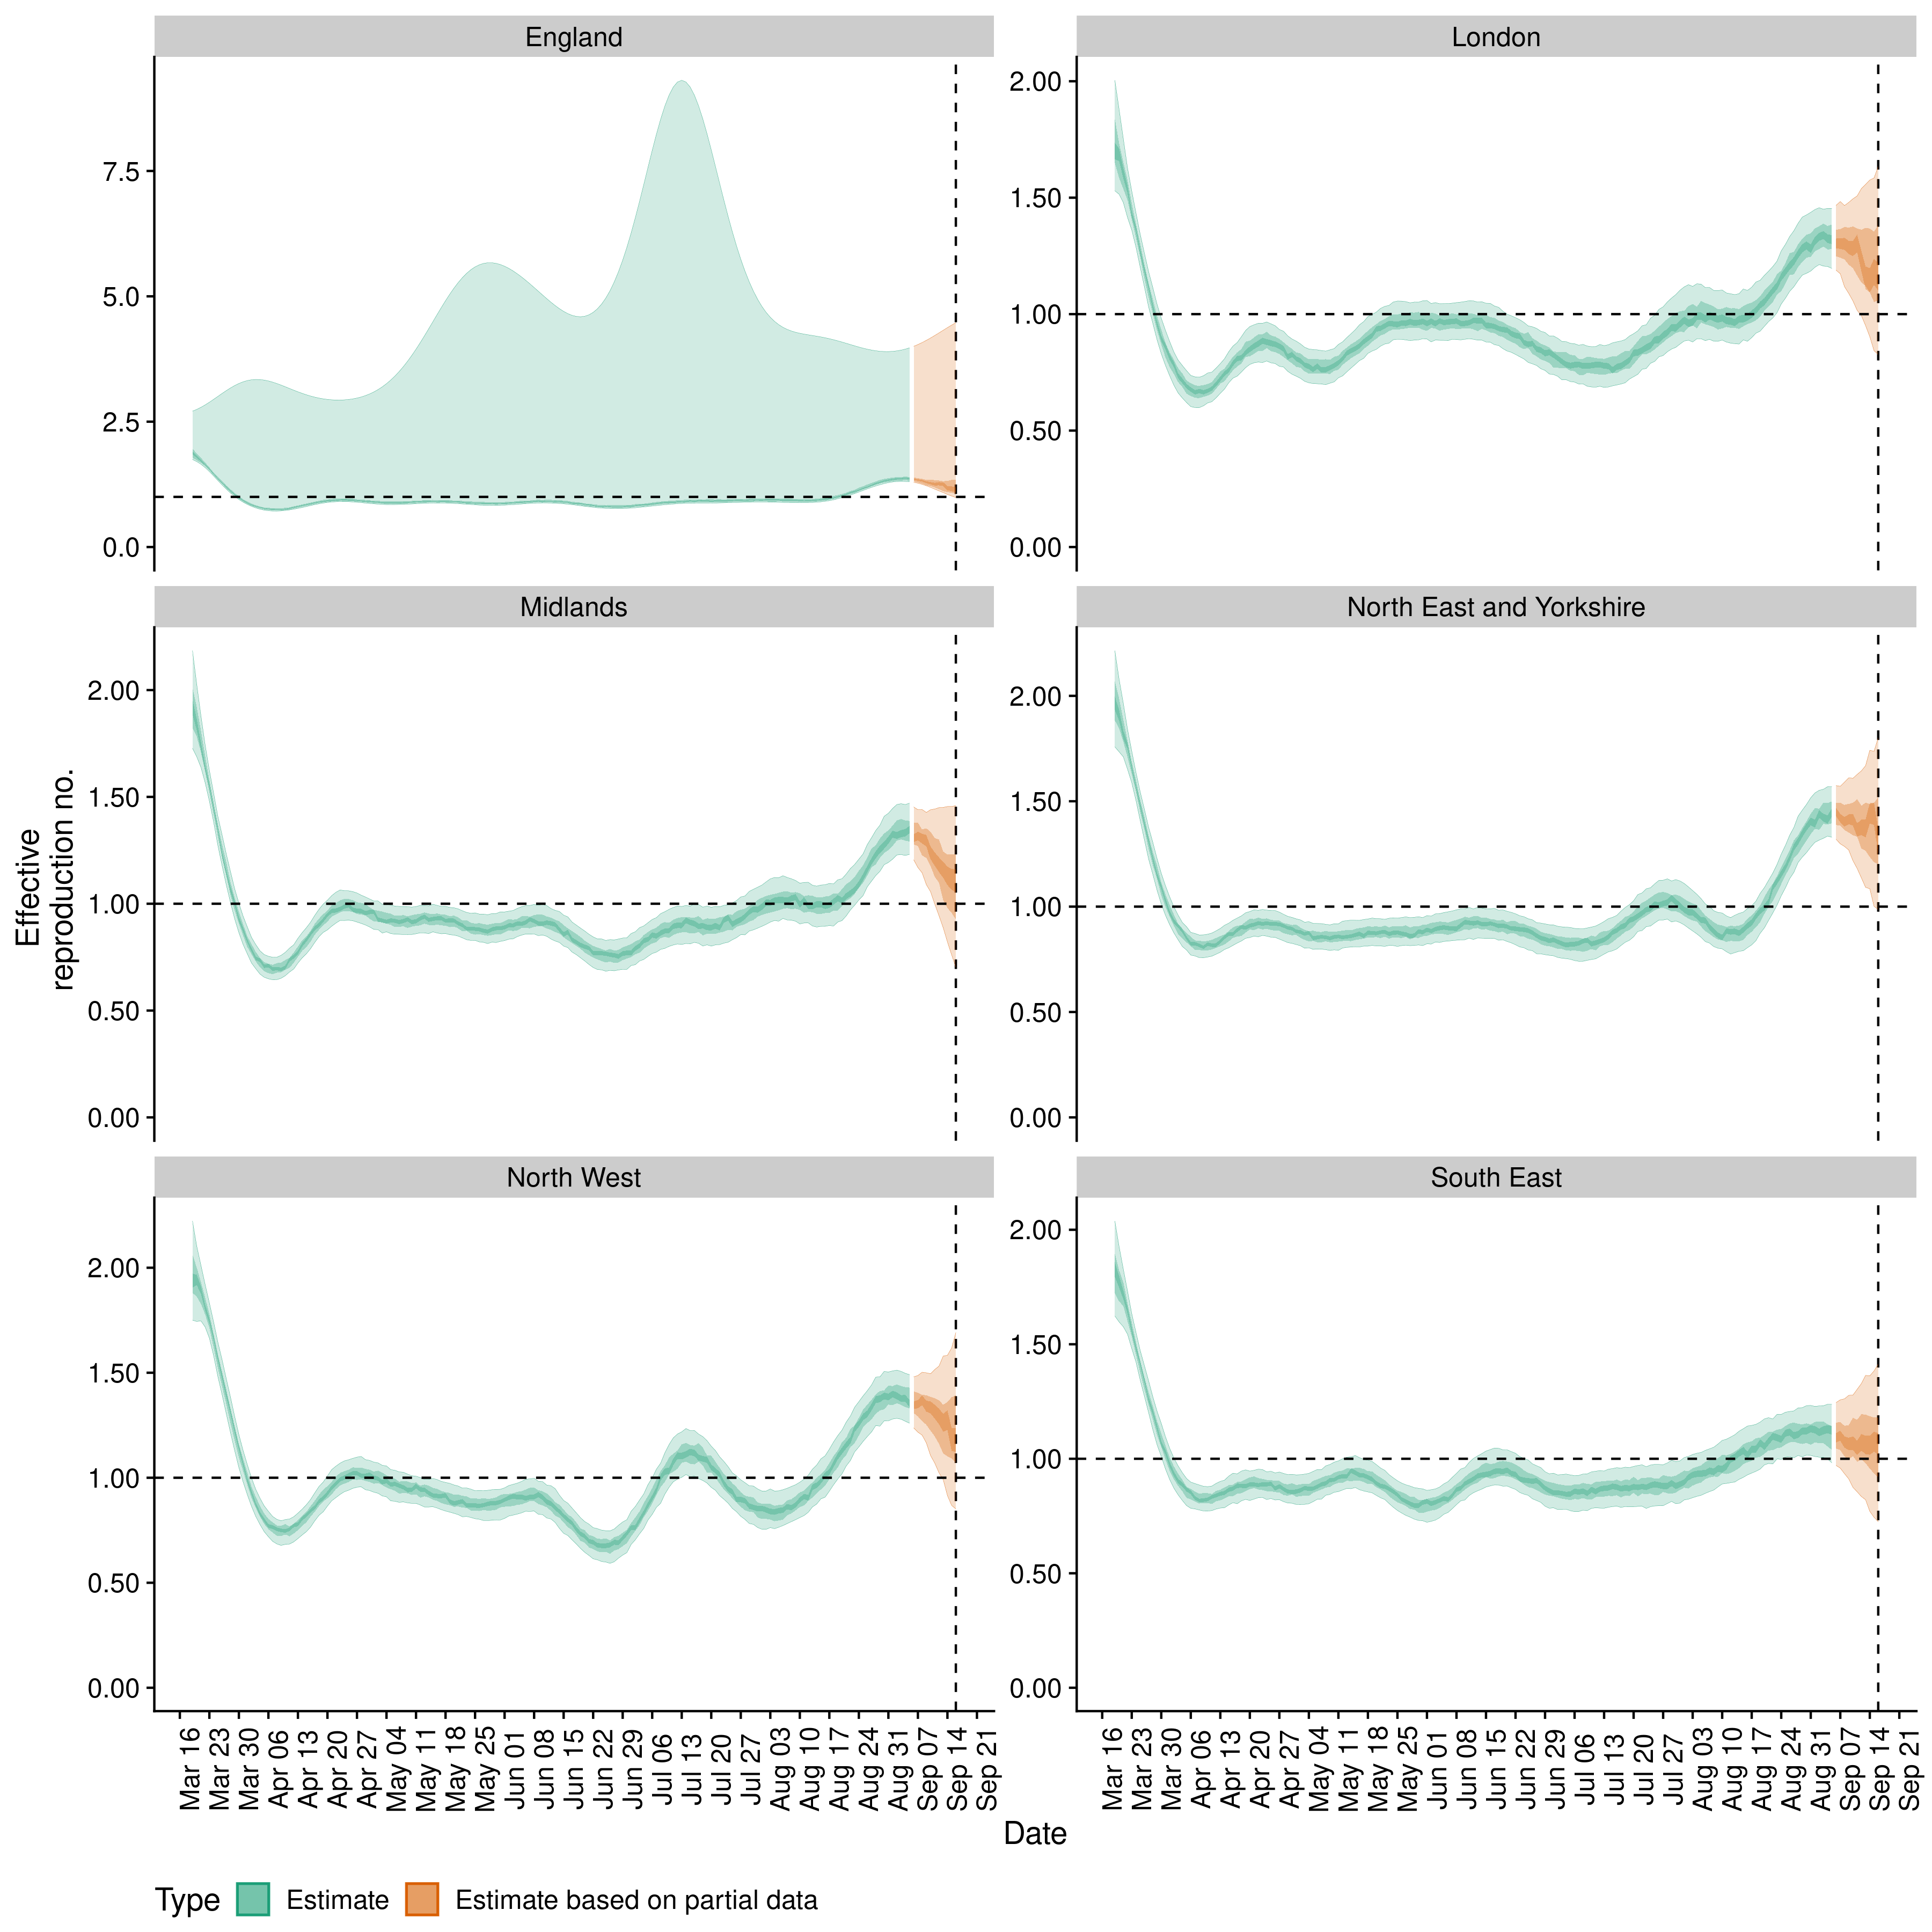 England
London
7.5
5.0
2.5
0.0
2.00
1.50
1.00
0.50
0.00
Midlands
North East and Yorkshire
2.00
1.50
1.00
0.50
0.00
2.00
1.50
1.00
0.50
0.00
Effective
reproduction no.
North West
South East
2.00
1.50
1.00
0.50
0.00
2.00
1.50
1.00
0.50
0.00
Mar 16
Mar 23
Mar 30
Apr 06
Apr 13
Apr 20
Apr 27
May 04
May 11
May 18
May 25
Jun 01
Jun 08
Jun 15
Jun 22
Jun 29
Jul 06
Jul 13
Jul 20
Jul 27
Aug 03
Aug 10
Aug 17
Aug 24
Aug 31
Sep 07
Sep 14
Sep 21
Mar 16
Mar 23
Mar 30
Apr 06
Apr 13
Apr 20
Apr 27
May 04
May 11
May 18
May 25
Jun 01
Jun 08
Jun 15
Jun 22
Jun 29
Jul 06
Jul 13
Jul 20
Jul 27
Aug 03
Aug 10
Aug 17
Aug 24
Aug 31
Sep 07
Sep 14
Sep 21
Date
Type
Estimate
Estimate based on partial data